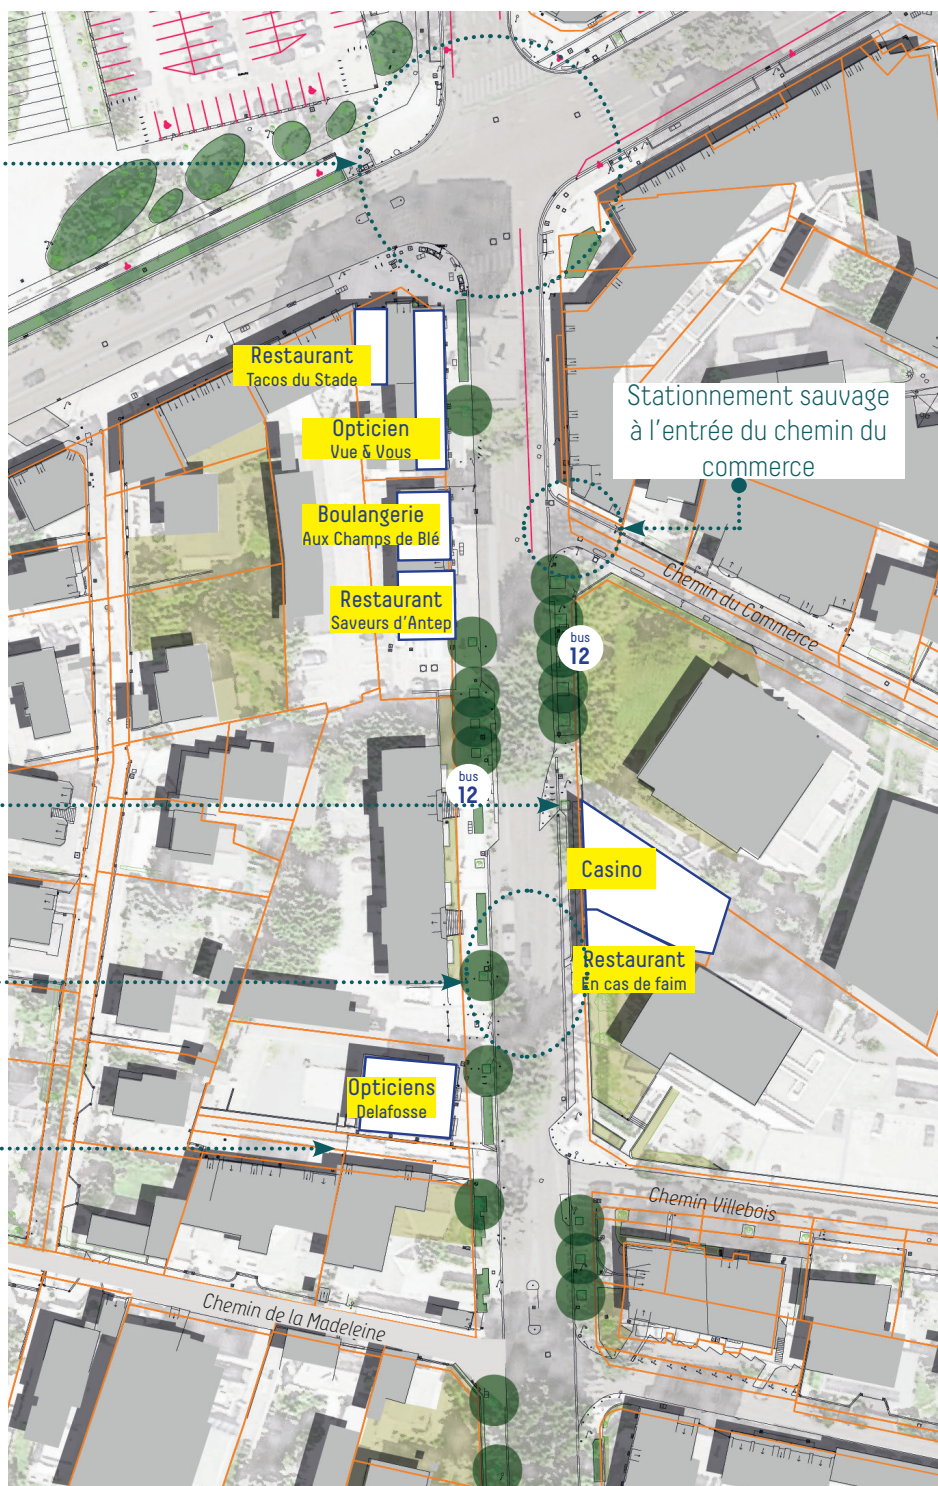 Restaurant
Tacos du Stade
Opticien
Vue & Vous
Stationnement sauvage
à l'entrée du chemin du
commerce
Boulangerie
Aux Champs de Blé
Chemin du Commerce
Restaurant
Saveurs d'Antep
bus
12
bus
12
Casino
Restaurant
En cas de faim
Opticiens
Delafosse
Chemin Villebois
Chemin de la Madeleine